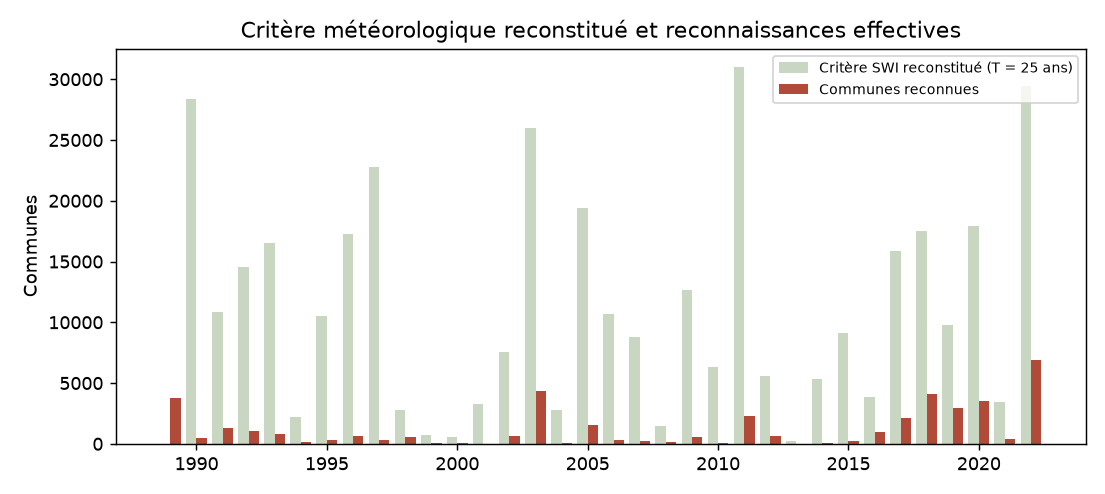 Critère météorologique reconstitué et reconnaissances effectives
Critère SWI reconstitué (T = 25 ans)
Communes reconnues
Communes
30000
25000
20000
15000
10000
5000
0
1990 1995 2000 2005 2010 2015 2020